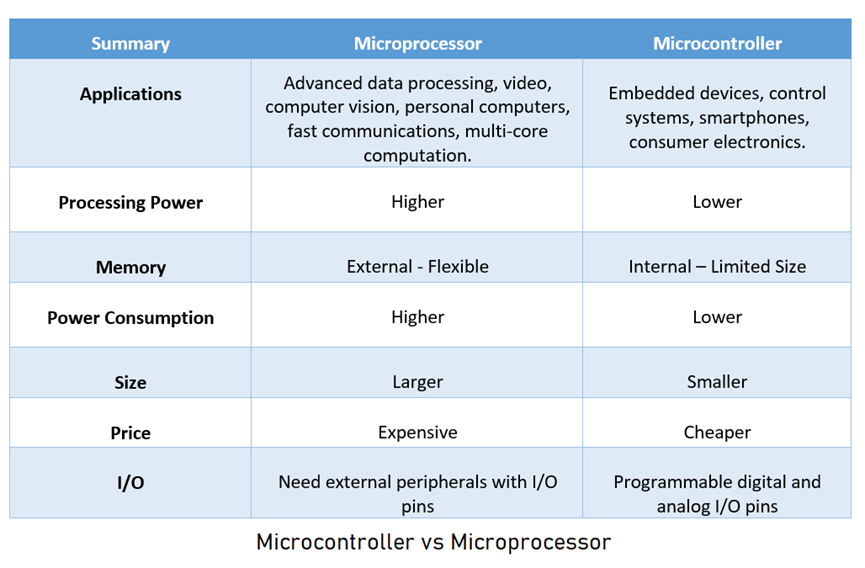 Summary Microprocessor Microcontroller
Applications
Advanced data processing, video,
computer vision, personal computers,
fast communications, multi-core
computation.
Embedded devices, control
systems, smartphones,
consumer electronics.
Processing Power Higher Lower
Memory External - Flexible Internal – Limited Size
Power Consumption Higher Lower
Size Larger Smaller
Price Expensive Cheaper
I/O
Need external peripherals with I/O
pins
Programmable digital and
analog I/O pins
Microcontroller vs Microprocessor